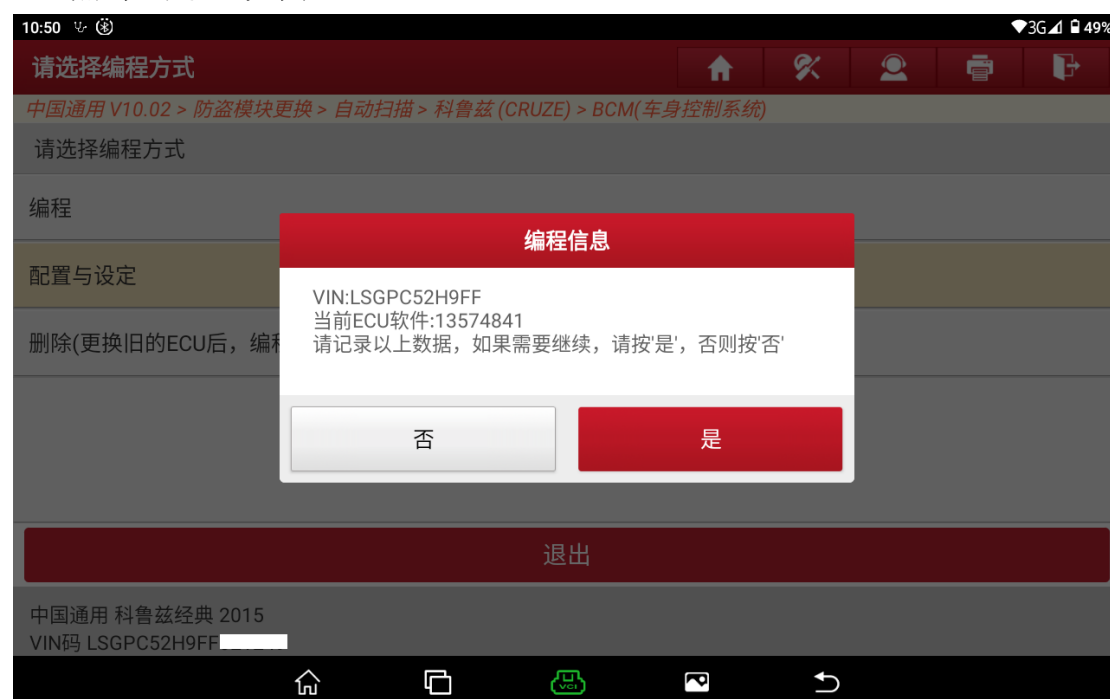 10:50
3G
49%
请选择编程方式
中国通用 V10.02 > 防盗模块更换 > 自动扫描 > 科鲁兹 (CRUZE) > BCM(车身控制系统)
请选择编程方式
编程
配置与设定
删除(更换旧的ECU后，编
编程信息
VIN:LSGPC52H9FF
当前ECU软件:13574841
请记录以上数据，如果需要继续，请按'是'，否则按'否'
否
是
退出
中国通用 科鲁兹经典 2015
VIN码 LSGPC52H9FF
VCI